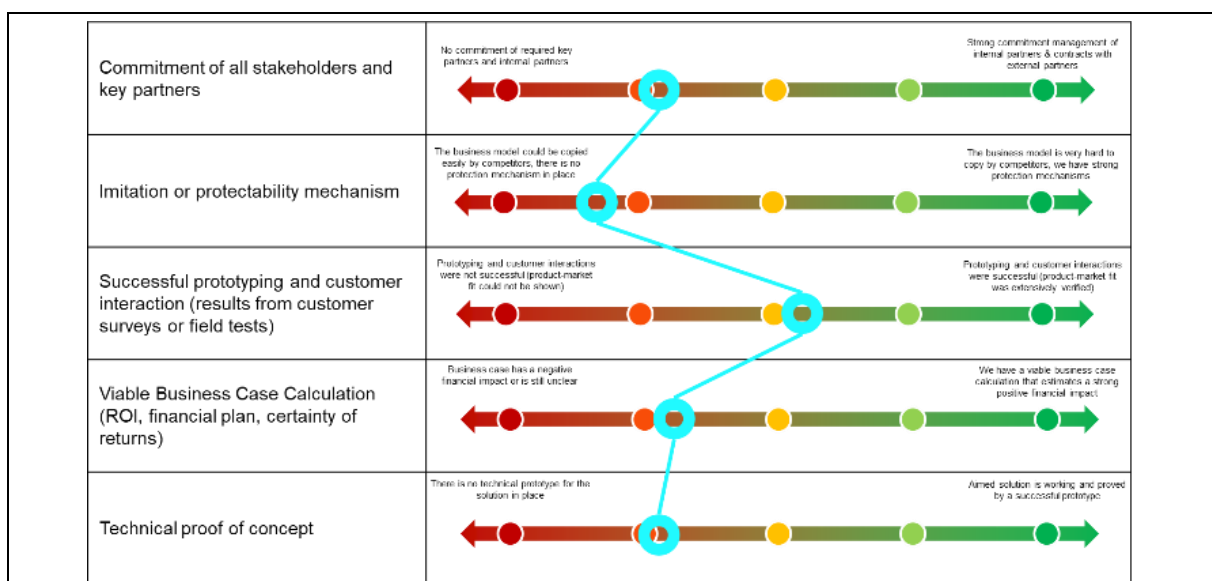 Commitment of all stakeholders and
key partners
No commitment of required key
partners and internal partners
Strong commitment management of
internal partners & contracts with
external partners
Imitation or protectability mechanism
The business model could be copied
easily by competitors, there is no
protection mechanism in place
The business model is very hard to
copy by competitors, we have strong
protection mechanisms
Successful prototyping and customer
interaction (results from customer
surveys or field tests)
Prototyping and customer interactions
were not successful (product-market
fit could not be shown)
Prototyping and customer interactions
were successful (product-market fit
was extensively verified)
Viable Business Case Calculation
(ROI, financial plan, certainty of
returns)
Business case has a negative
financial impact or is still unclear
We have a viable business case
calculation that estimates a strong
positive financial impact
Technical proof of concept
There is no technical prototype for the
solution in place
Aimed solution is working and proved
by a successful prototype